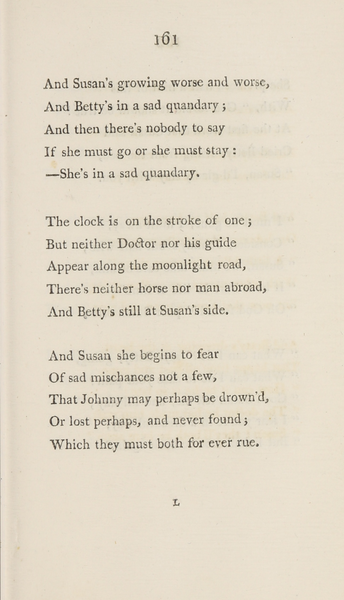 161
And Susan's growing worse and worse,
And Betty's in a sad quandary;
And then there's nobody to say
If she must go or she must stay:
—She's in a sad quandary.
The clock is on the stroke of one;
But neither Doctor nor his guide
Appear along the moonlight road,
There's neither horse nor man abroad,
And Betty's still at Susan's side.
And Susan she begins to fear
Of sad mischances not a few,
That Johnny may perhaps be drown'd,
Or lost perhaps, and never found;
Which they must both for ever rue.
L